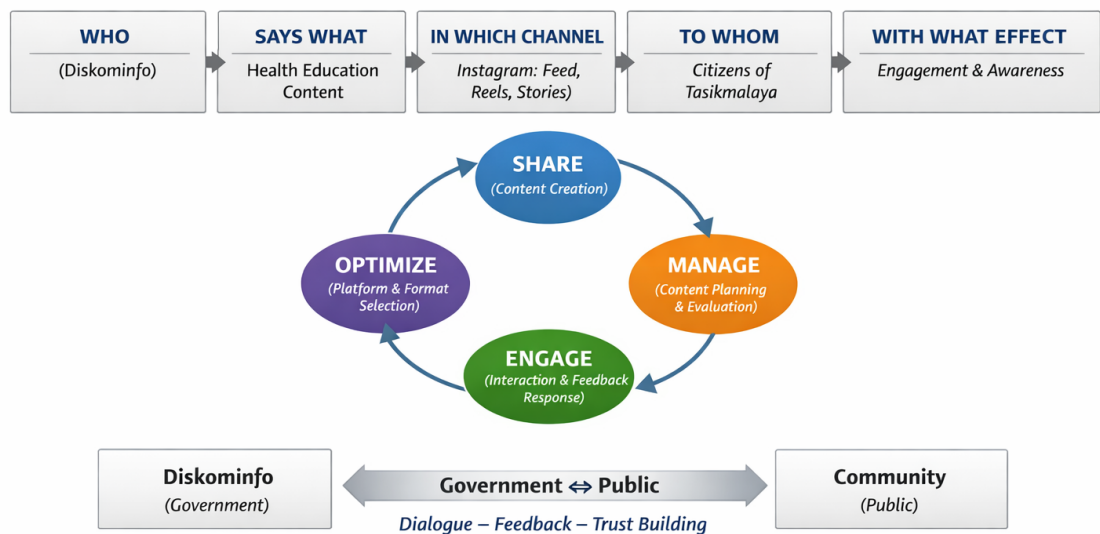 WHO
(Diskominfo)
SAYS WHAT
Health Education
Content
IN WHICH CHANNEL
Instagram: Feed,
Reels, Stories)
TO WHOM
Citizens of
Tasikmalaya
WITH WHAT EFFECT
Engagement & Awareness
SHARE
(Content Creation)
OPTIMIZE
(Platform & Format
Selection)
MANAGE
(Content Planning
& Evaluation)
ENGAGE
(Interaction & Feedback
Response)
Diskominfo
(Government)
Government ⇔ Public
Dialogue – Feedback – Trust Building
Community
(Public)